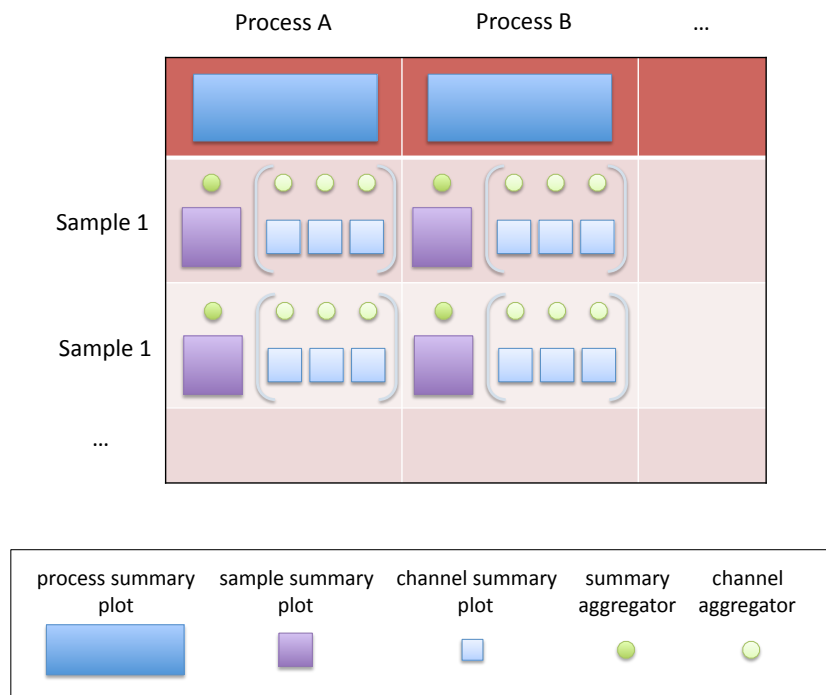 Process A Process B …
Sample 1
Sample 1
…
process summary plot
sample summary plot
channel summary plot
summary aggregator
channel aggregator